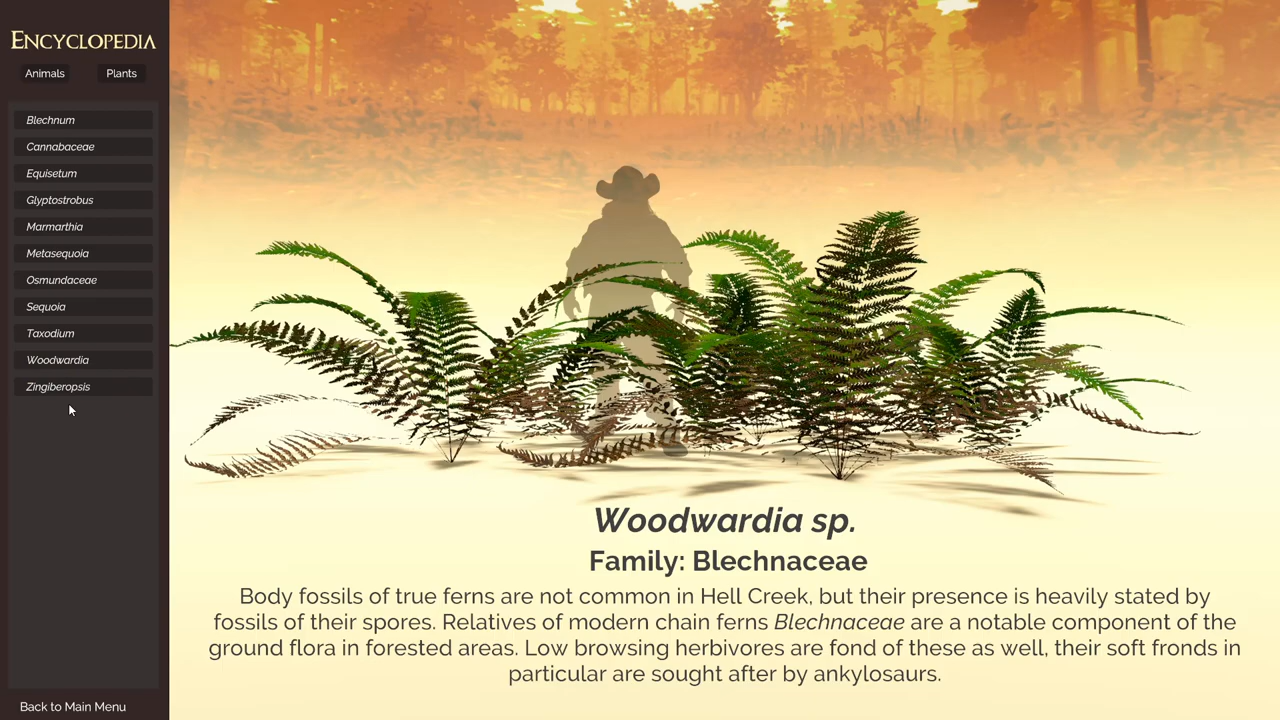 ENCYCLOPEDIA
Animals Plants
Blechnum
Cannabaceae
Equisetum
Glyptostrobus
Marmarthia
Metasequoia
Osmundaceae
Sequoia
Taxodium
Woodwardia
Zingiberopsis
Back to Main Menu
Woodwardia sp.
Family: Blechnaceae
Body fossils of true ferns are not common in Hell Creek, but their presence is heavily stated by
fossils of their spores. Relatives of modern chain ferns Blechnaceae are a notable component of the
ground flora in forested areas. Low browsing herbivores are fond of these as well, their soft fronds in
particular are sought after by ankylosaurs.